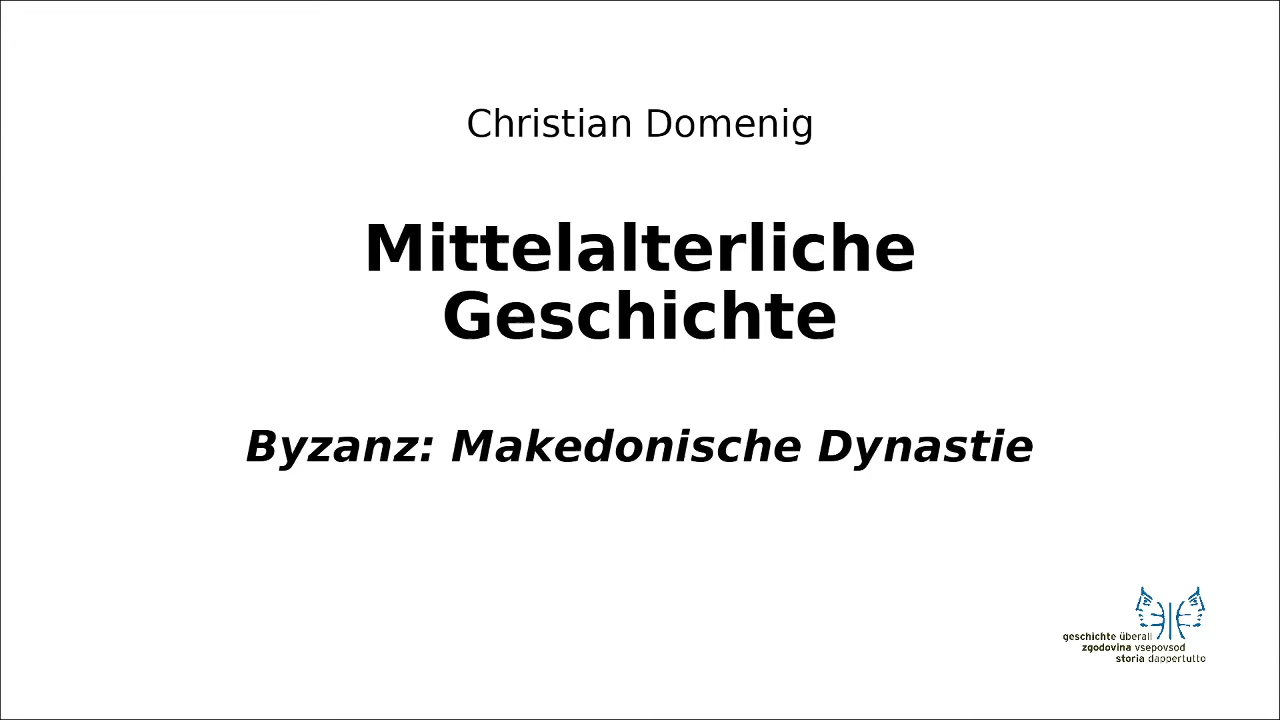 Christian Domenig
Mittelalterliche
Geschichte
Byzanz: Makedonische Dynastie
geschichte überall
zgodovina vsepovsod
storia dappertutto